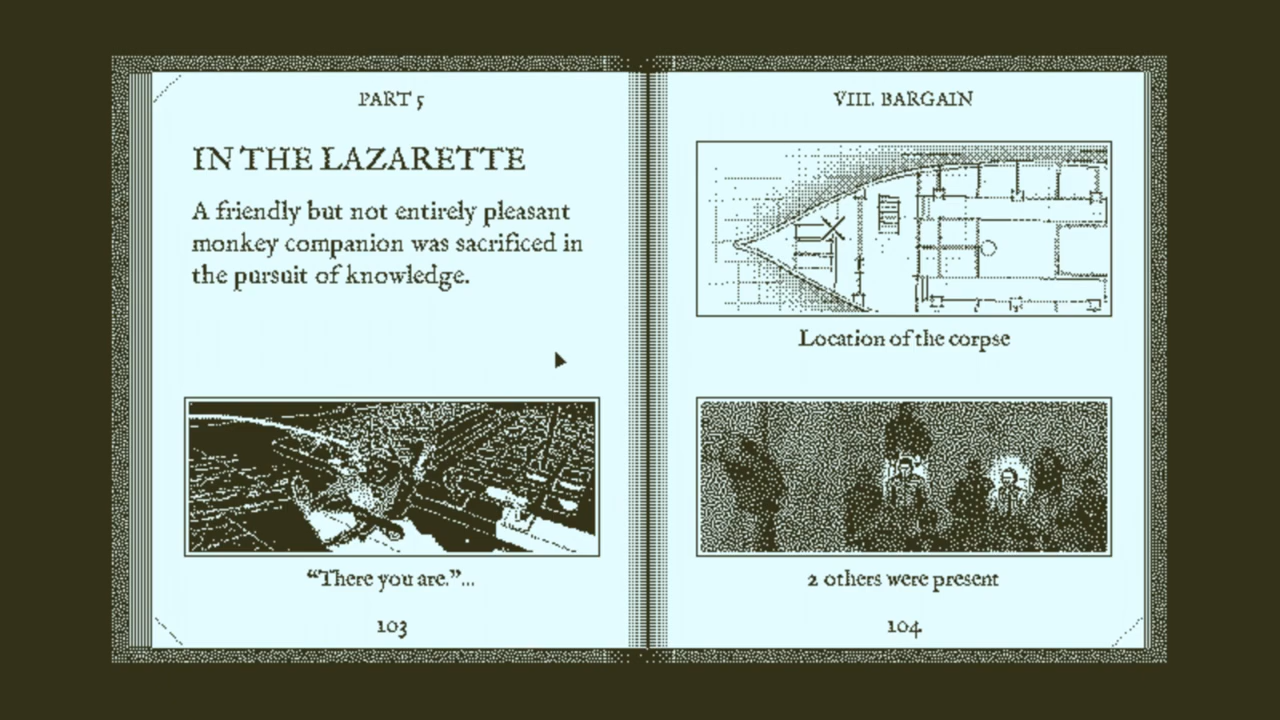 PART 5
IN THE LAZARETTE
A friendly but not entirely pleasant
monkey companion was sacrificed in
the pursuit of knowledge.
“There you are.”...
103
VIII. BARGAIN
Location of the corpse
2 others were present
104